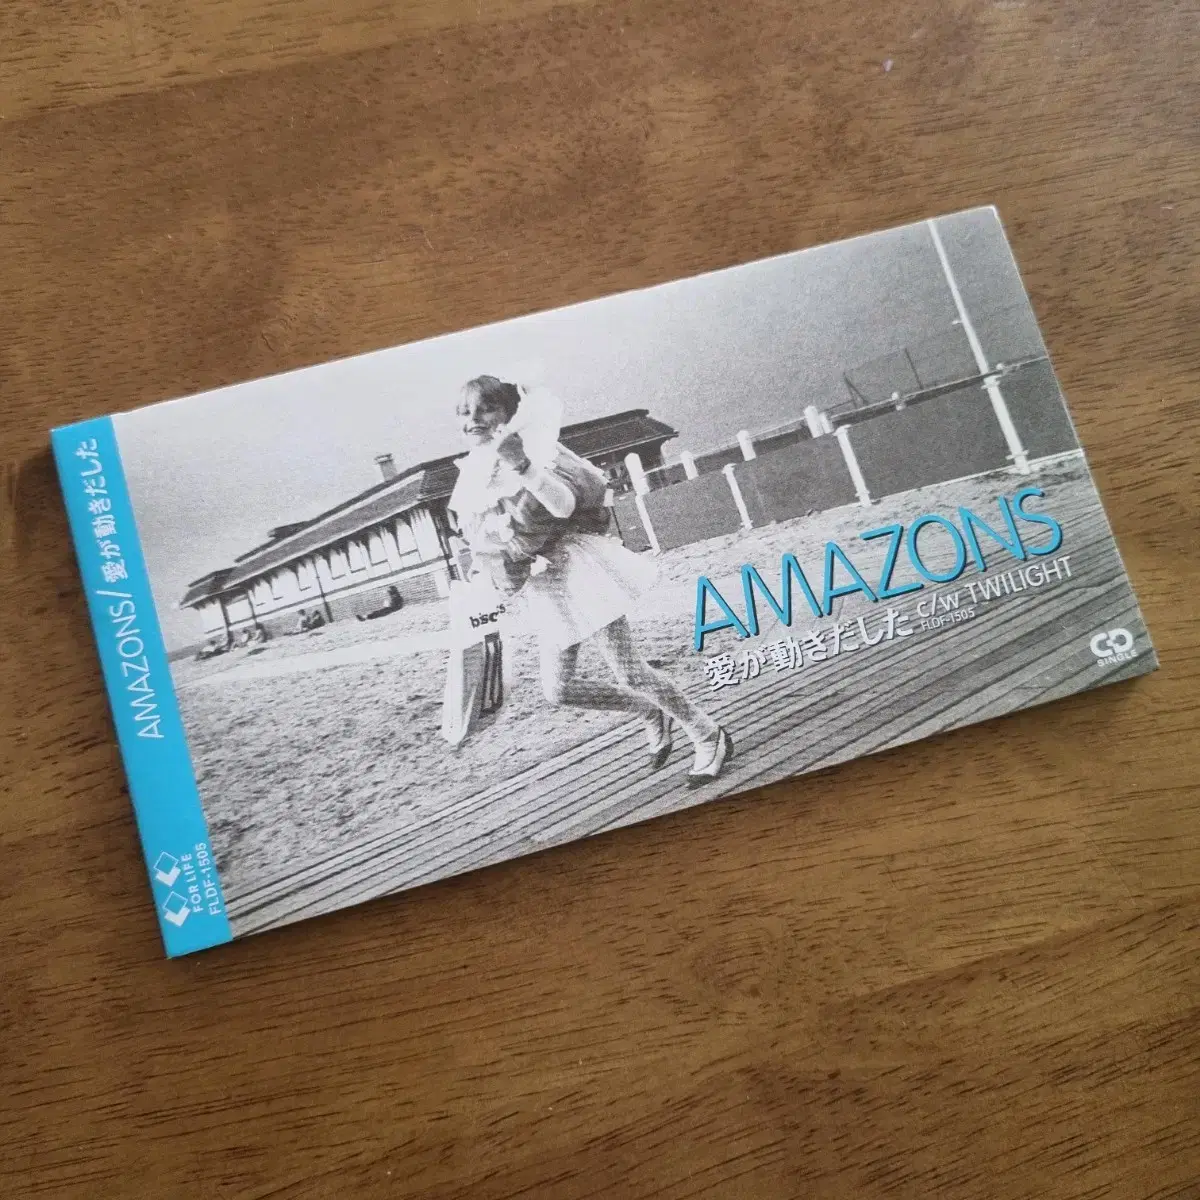 AMAZONS/ 愛が動きだした
FOR LIFE
FLDF-1505
b'sc's
AMAZONS
愛が動きだした c/w TWILIGHT
FLDF-1505
CD
SINGLE